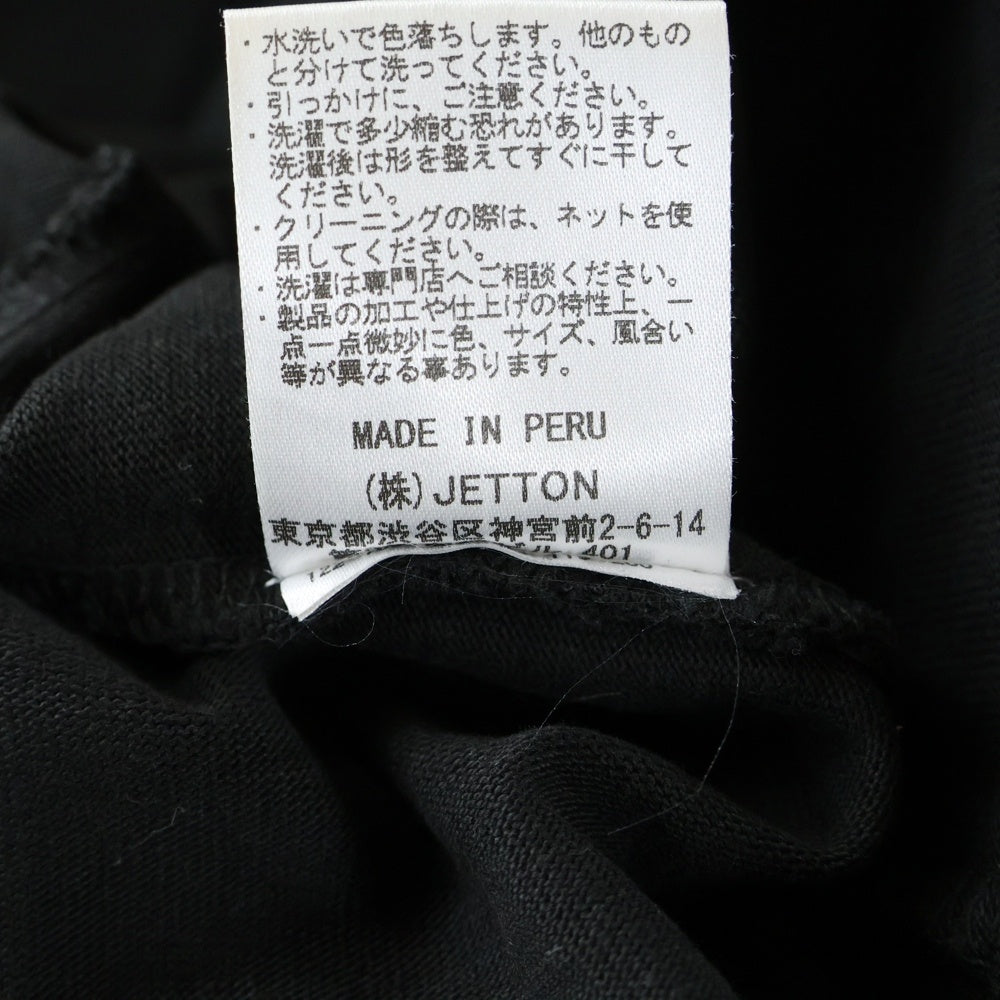 ・水洗いで色落ちします。他のもの
と分けて洗ってください。
・引っかけに、ご注意ください。
・洗濯で多少縮む恐れがあります。
洗濯後は形を整えてすぐに干して
ください。
・クリーニングの際は、ネットを使
用してください。
・洗濯は専門店へご相談ください。
・製品の加工や仕上げの特性上、一
点一点微妙に色、サイズ、風合い
等が異なる事あります。
MADE IN PERU
(株)JETTON
東京都渋谷区神宮前2-6-14
401